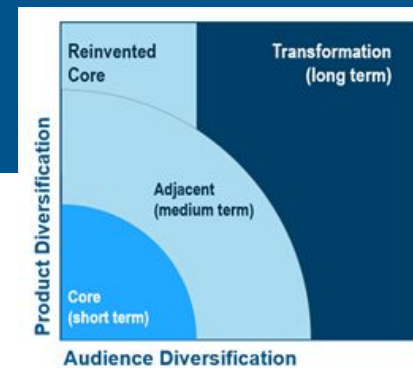 Reinvented
Core
Transformation
(long term)
Adjacent
(medium term)
Core
(short term)
Product Diversification
Audience Diversification